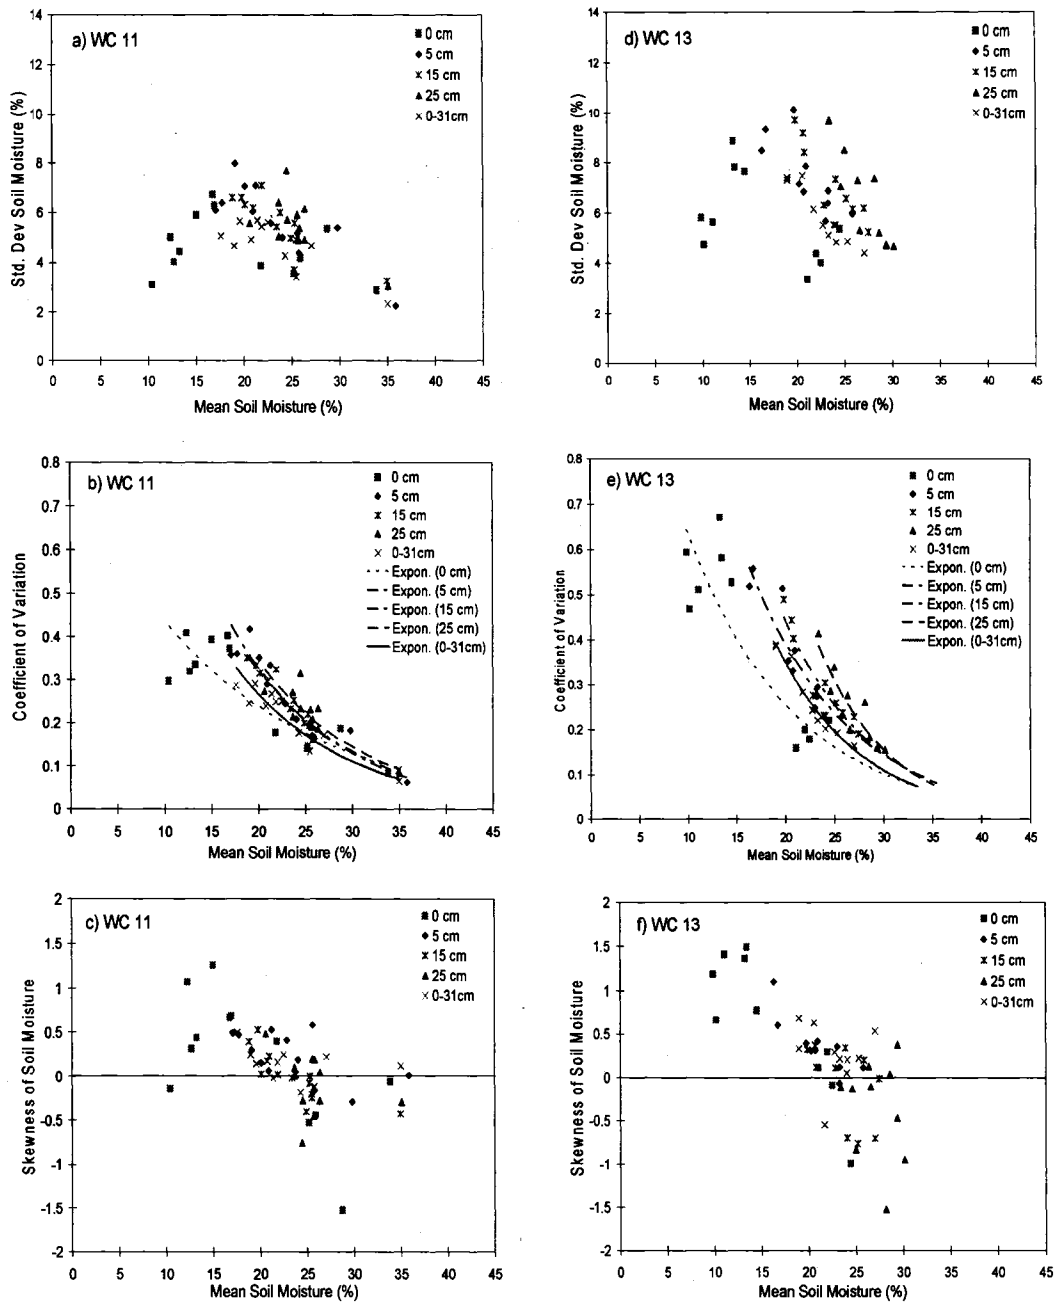 a) WC 11
0 cm
5 cm
15 cm
25 cm
0-31cm
14
12
10
8
6
4
2
0
Std. Dev Soil Moisture (%)
0 5 10 15 20 25 30 35 40 45
Mean Soil Moisture (%)
d) WC 13
0 cm
5 cm
15 cm
25 cm
0-31cm
14
12
10
8
6
4
2
0
Std. Dev Soil Moisture (%)
0 5 10 15 20 25 30 35 40 45
Mean Soil Moisture (%)
b) WC 11
0 cm
5 cm
15 cm
25 cm
0-31cm
Expon. (0 cm)
Expon. (5 cm)
Expon. (15 cm)
Expon. (25 cm)
Expon. (0-31cm)
0.8
0.7
0.6
0.5
0.4
0.3
0.2
0.1
0
Coefficient of Variation
0 5 10 15 20 25 30 35 40 45
Mean Soil Moisture (%)
e) WC 13
0 cm
5 cm
15 cm
25 cm
0-31cm
Expon. (0 cm)
Expon. (5 cm)
Expon. (15 cm)
Expon. (25 cm)
Expon. (0-31cm)
0.8
0.7
0.6
0.5
0.4
0.3
0.2
0.1
0
Coefficient of Variation
0 5 10 15 20 25 30 35 40 45
Mean Soil Moisture (%)
c) WC 11
0 cm
5 cm
15 cm
25 cm
0-31cm
2
1.5
1
0.5
0
-0.5
-1
-1.5
-2
Skewness of Soil Moisture
0 5 10 15 20 25 30 35 40 45
Mean Soil Moisture (%)
f) WC 13
0 cm
5 cm
15 cm
25 cm
0-31cm
2
1.5
1
0.5
0
-0.5
-1
-1.5
-2
Skewness of Soil Moisture
0 5 10 15 20 25 30 35 40 45
Mean Soil Moisture (%)